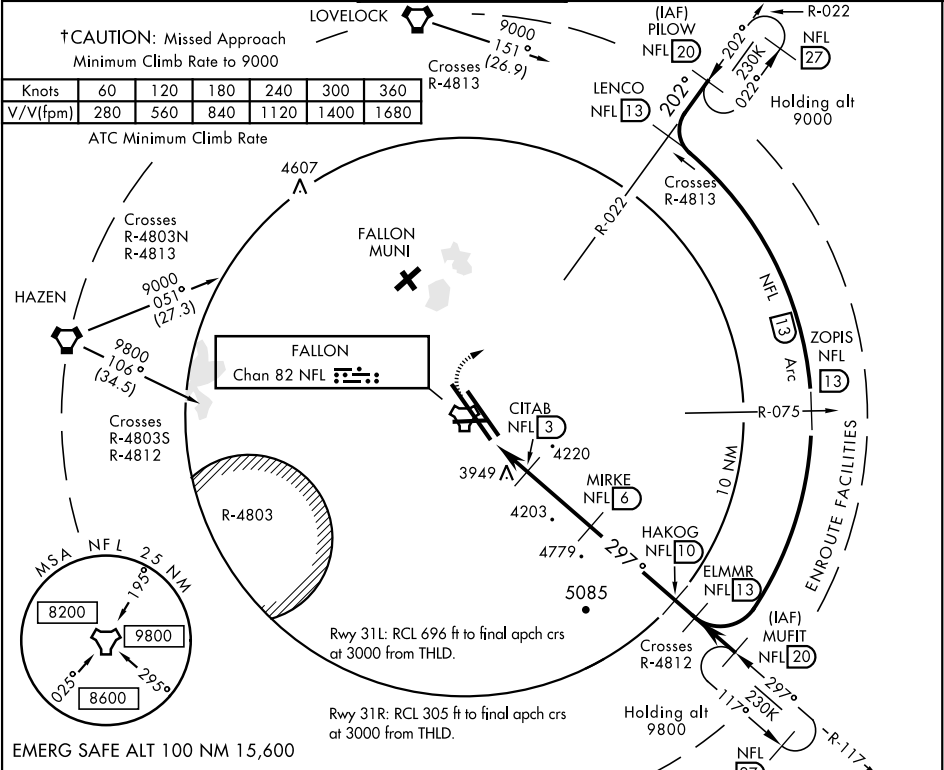 †CAUTION: Missed Approach
Minimum Climb Rate to 9000
Knots 60 120 180 240 300 360
V/V(fpm) 280 560 840 1120 1400 1680
ATC Minimum Climb Rate
LOVELOCK
9000
151°
(26.9)
Crosses
R-4813
(IAF)
PILOW
NFL 20
R-022
202°
230K
022°
NFL
27
Holding alt
9000
LENCO
NFL 13
202°
Crosses
R-4813
R-022
4607
Crosses
R-4803N
R-4813
FALLON
MUNI
HAZEN
9000
051°
(27.3)
9800
106°
(34.5)
Crosses
R-4803S
R-4812
FALLON
Chan 82 NFL
NFL
13
Arc
ZOPIS
NFL
13
R-075
CITAB
NFL 3
4220
3949
MIRKE
NFL 6
10 NM
ENROUTE FACILITIES
4203
4779
297°
HAKOG
NFL 10
R-4803
5085
ELMMR
NFL 13
(IAF)
MUFIT
NFL 20
Crosses
R-4812
MSA NFL 25 NM
195°
8200
9800
025°
295°
8600
Rwy 31L: RCL 696 ft to final apch crs
at 3000 from THLD.
Rwy 31R: RCL 305 ft to final apch crs
at 3000 from THLD.
297°
230K
117°
Holding alt
9800
R-117
NFL
27
EMERG SAFE ALT 100 NM 15,600